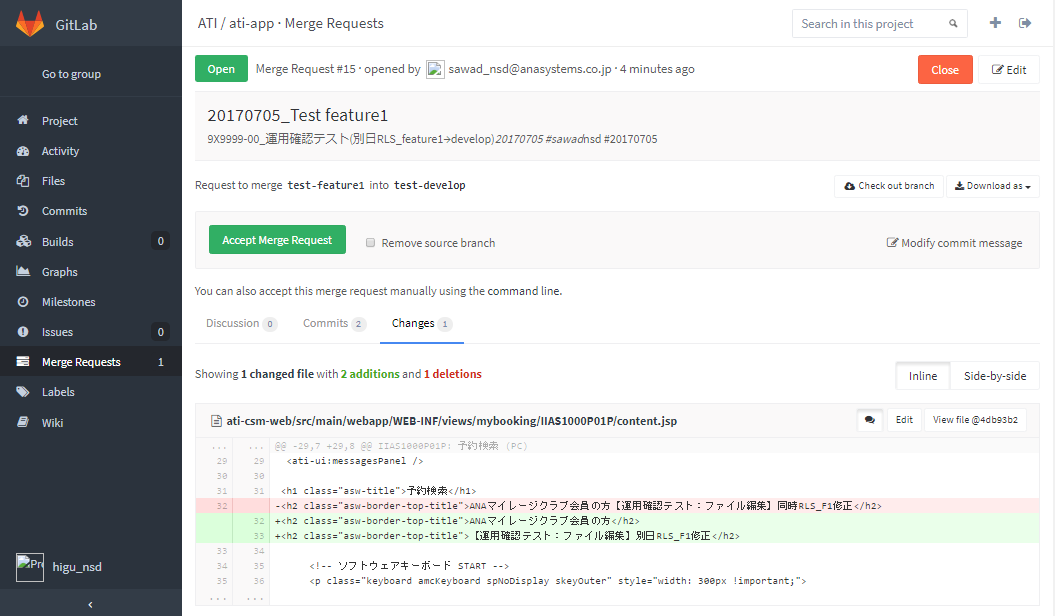 GitLab
ATI / ati-app · Merge Requests
Search in this project
Go to group
Open Merge Request #15 · opened by sawad_nsd@anasystems.co.jp · 4 minutes ago
Close Edit
20170705_Test feature1
9X9999-00_運用確認テスト(別日RLS_feature1→develop)20170705 #sawadnsd #20170705
Project
Activity
Files
Commits
Builds 0
Graphs
Milestones
Issues 0
Merge Requests 1
Labels
Wiki
Request to merge test-feature1 into test-develop
Check out branch Download as
Accept Merge Request Remove source branch Modify commit message
You can also accept this merge request manually using the command line.
Discussion 0 Commits 2 Changes 1
Showing 1 changed file with 2 additions and 1 deletions
Inline Side-by-side
ati-csm-web/src/main/webapp/WEB-INF/views/mybooking/IIAS1000P01P/content.jsp
Edit View file @4db93b2
... ... @@ -29,7 +29,8 @@ IIAS1000P01P: 予約検索 (PC)
29 29 <ati-ui:messagesPanel />
30 30
31 31 <h1 class="asw-title">予約検索</h1>
32 -<h2 class="asw-border-top-title">ANAマイレージクラブ会員の方【運用確認テスト：ファイル編集】同時RLS_F1修正</h2>
32 +<h2 class="asw-border-top-title">ANAマイレージクラブ会員の方</h2>
33 +<h2 class="asw-border-top-title">【運用確認テスト：ファイル編集】別日RLS_F1修正</h2>
33 34
34 35 <!-- ソフトウェアキーボード START -->
35 36 <p class="keyboard amcKeyboard spNoDisplay skeyOuter" style="width: 300px !important;">
... ...
Pr
higu_nsd